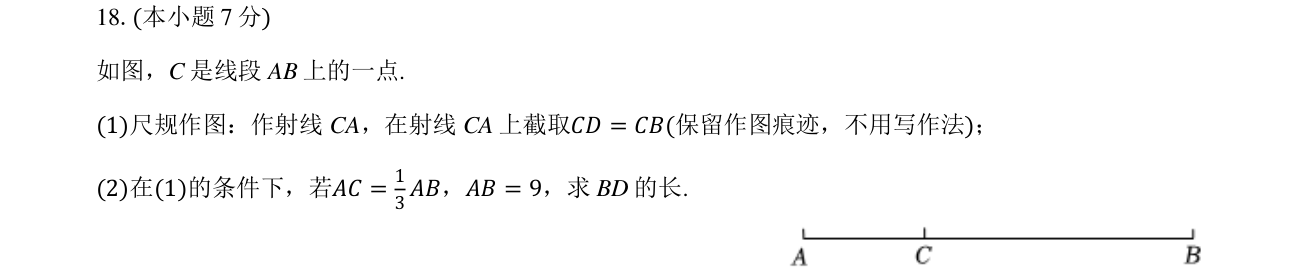 18. (本小题 7 分)
如图，C 是线段 AB 上的一点.
(1)尺规作图：作射线 CA，在射线 CA 上截取CD = CB(保留作图痕迹，不用写作法)；
(2)在(1)的条件下，若AC = 1/3 AB，AB = 9，求 BD 的长.
A C B